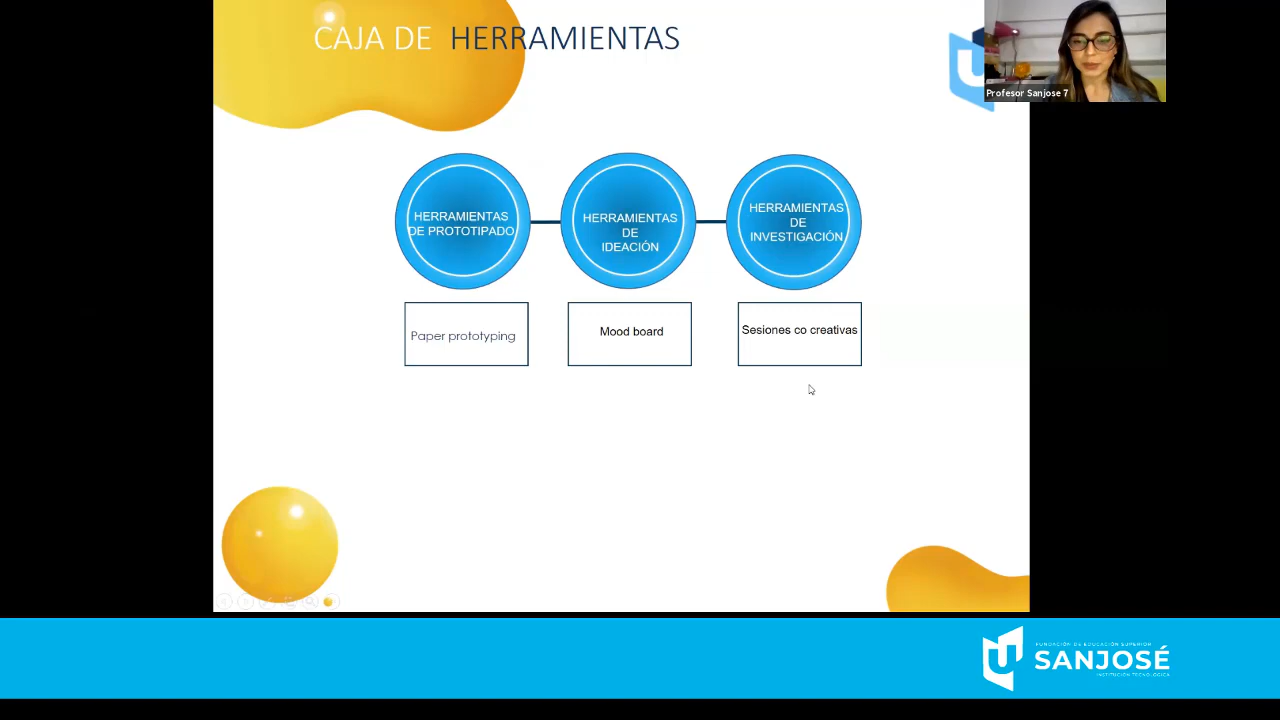 CAJA DE HERRAMIENTAS
Profesor Sanjose 7
HERRAMIENTAS
DE PROTOTIPADO
HERRAMIENTAS
DE
IDEACIÓN
HERRAMIENTAS
DE
INVESTIGACIÓN
Paper prototyping
Mood board
Sesiones co creativas
FUNDACIÓN DE EDUCACIÓN SUPERIOR
SANJOSÉ
INSTITUCIÓN TECNOLÓGICA